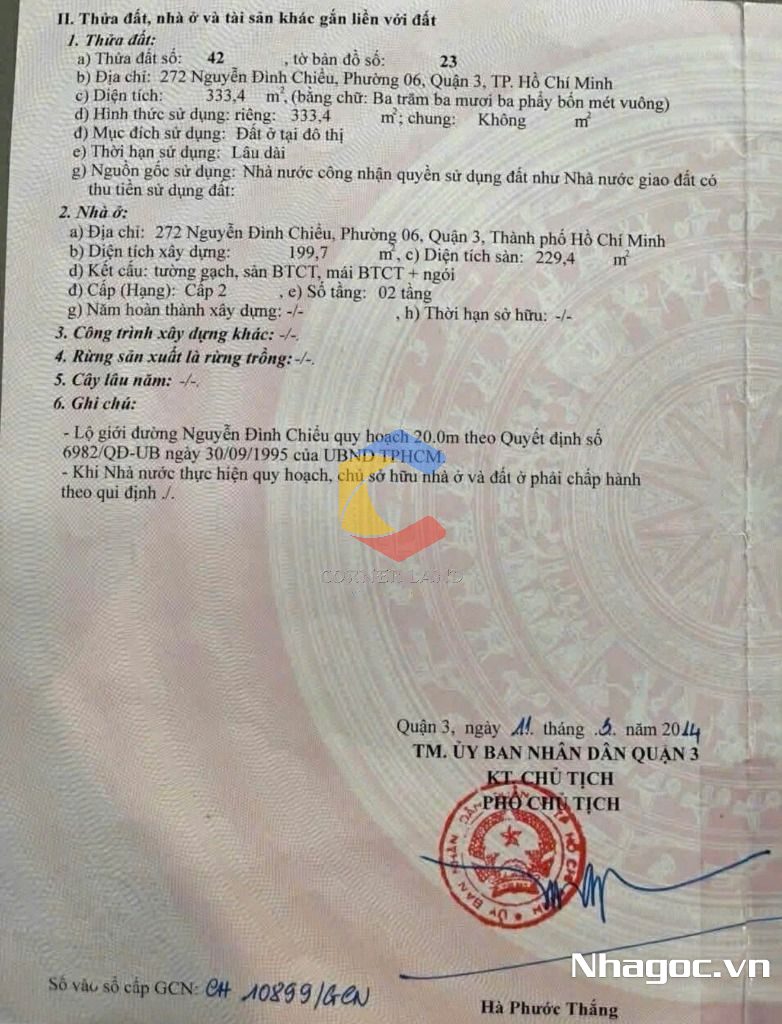 II. Thửa đất, nhà ở và tài sản khác gắn liền với đất
1. Thửa đất:
a) Thửa đất số: 42 , tờ bản đồ số: 23
b) Địa chỉ: 272 Nguyễn Đình Chiểu, Phường 06, Quận 3, TP. Hồ Chí Minh
c) Diện tích: 333,4 m², (bằng chữ: Ba trăm ba mươi ba phẩy bốn mét vuông)
d) Hình thức sử dụng: riêng: 333,4 m²; chung: Không m²
đ) Mục đích sử dụng: Đất ở tại đô thị
e) Thời hạn sử dụng: Lâu dài
g) Nguồn gốc sử dụng: Nhà nước công nhận quyền sử dụng đất như Nhà nước giao đất có
thu tiền sử dụng đất:
2. Nhà ở:
a) Địa chỉ: 272 Nguyễn Đình Chiểu, Phường 06, Quận 3, Thành phố Hồ Chí Minh
b) Diện tích xây dựng: 199,7 m², c) Diện tích sàn: 229,4 m²
d) Kết cấu: tường gạch, sàn BTCT, mái BTCT + ngói
đ) Cấp (Hạng): Cấp 2 , e) Số tầng: 02 tầng
g) Năm hoàn thành xây dựng: -/- , h) Thời hạn sở hữu: -/-
3. Công trình xây dựng khác: -/-.
4. Rừng sản xuất là rừng trồng:-/-.
5. Cây lâu năm: -/-.
6. Ghi chú:
- Lộ giới đường Nguyễn Đình Chiểu quy hoạch 20.0m theo Quyết định số
6982/QĐ-UB ngày 30/09/1995 của UBND TPHCM.
- Khi Nhà nước thực hiện quy hoạch, chủ sở hữu nhà ở và đất ở phải chấp hành
theo qui định ./.
CORNER LAND
Quận 3, ngày 11 tháng năm 2014
TM. ỦY BAN NHÂN DÂN QUẬN 3
KT. CHỦ TỊCH
PHÓ CHỦ TỊCH
ỦY BAN NHÂN DÂN QUẬN 3 TP HỒ CHÍ MINH
Nhagoc.vn
Số vào sổ cấp GCN: CH 10899/GCN
Hà Phước Thắng